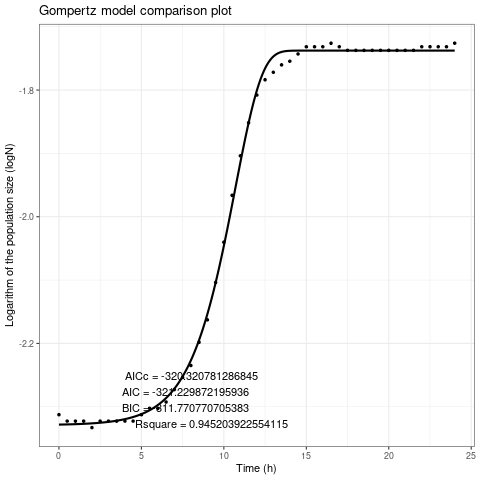 Gompertz model comparison plot
Logarithm of the population size (logN)
-1.8
-2.0
-2.2
AICc = -320.320781286845
AIC = -321.229872195936
BIC = -311.770770705383
Rsquare = 0.945203922554115
0 5 10 15 20 25
Time (h)